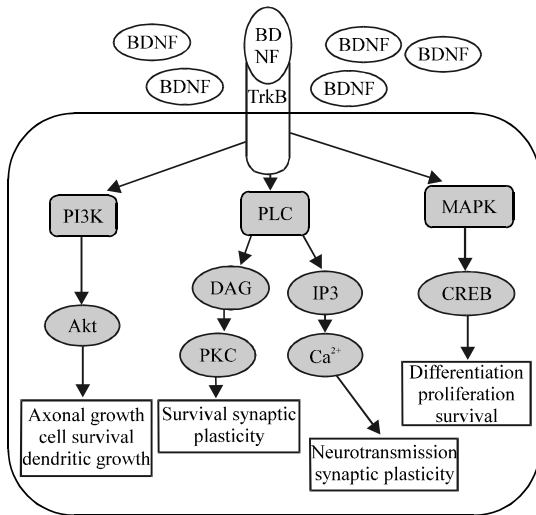 BDNF
BD
NF
BDNF
BDNF
BDNF
BDNF
TrkB
PI3K
PLC
MAPK
DAG
IP3
CREB
Akt
PKC
Ca²⁺
Axonal growth
cell survival
dendritic growth
Survival synaptic
plasticity
Neurotransmission
synaptic plasticity
Differentiation
proliferation
survival